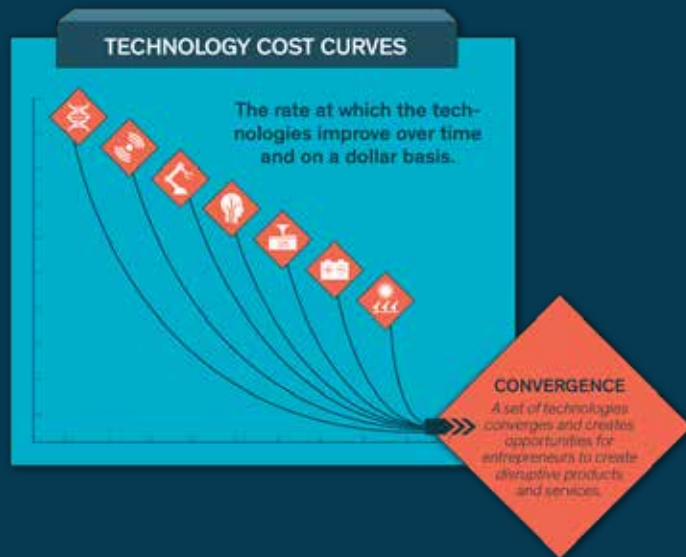 TECHNOLOGY COST CURVES
The rate at which the tech-
nologies improve over time
and on a dollar basis.
CONVERGENCE
A set of technologies
converges and creates
opportunities for
entrepreneurs to create
disruptive products
and services.